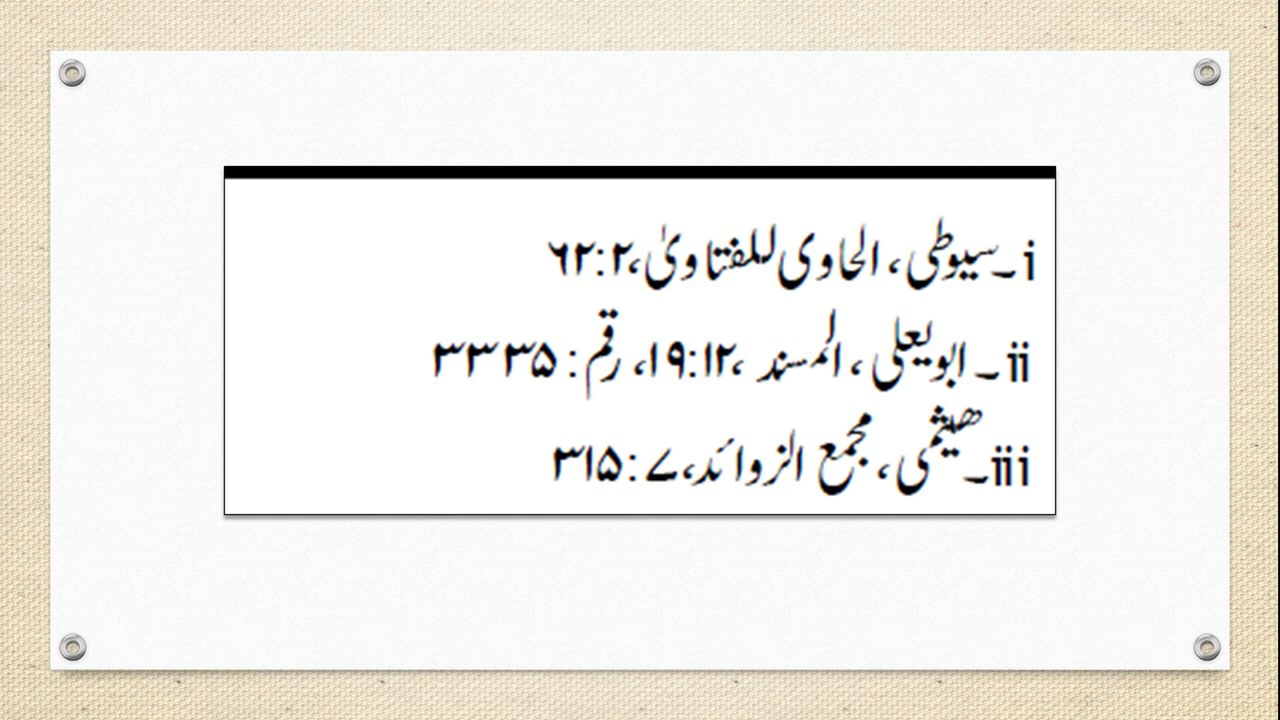 i۔سیوطی، الحاوی للفتاویٰ،۲:۶۲
ii۔ ابویعلی، المسند،۱۲:۱۹، رقم: ۳۳۳۵
iii۔ھیثمی، مجمع الزوائد،۷:۳۱۵